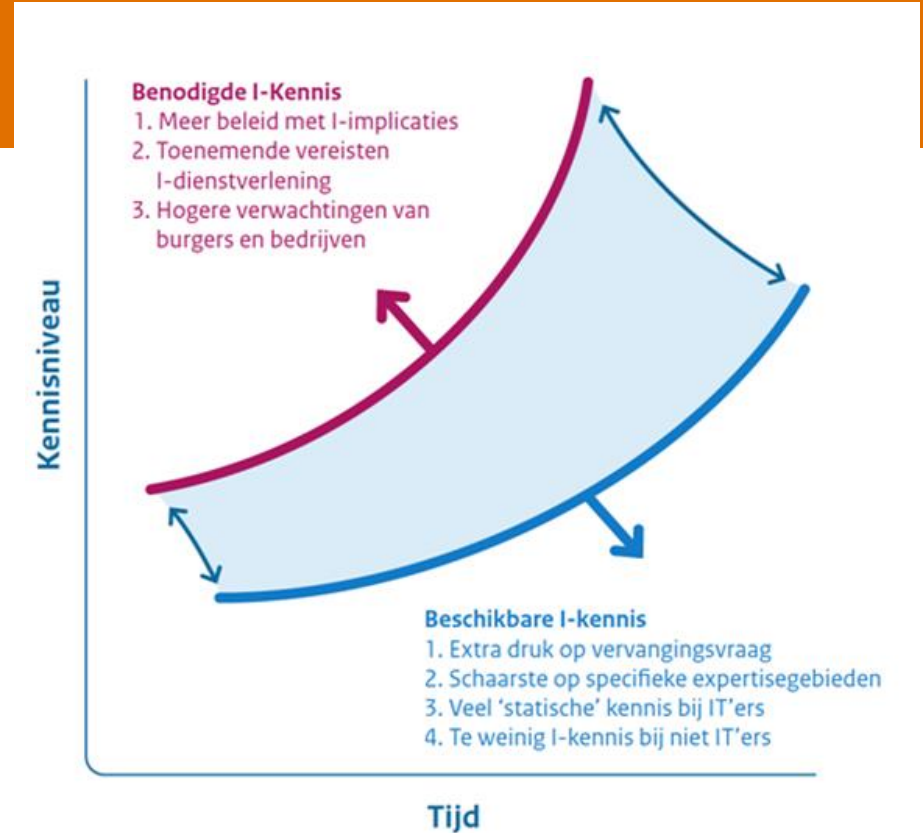 Benodigde I-Kennis
1. Meer beleid met I-implicaties
2. Toenemende vereisten
I-dienstverlening
3. Hogere verwachtingen van
burgers en bedrijven
Kennisniveau
Beschikbare I-kennis
1. Extra druk op vervangingsvraag
2. Schaarste op specifieke expertisegebieden
3. Veel ‘statische’ kennis bij IT’ers
4. Te weinig I-kennis bij niet IT’ers
Tijd